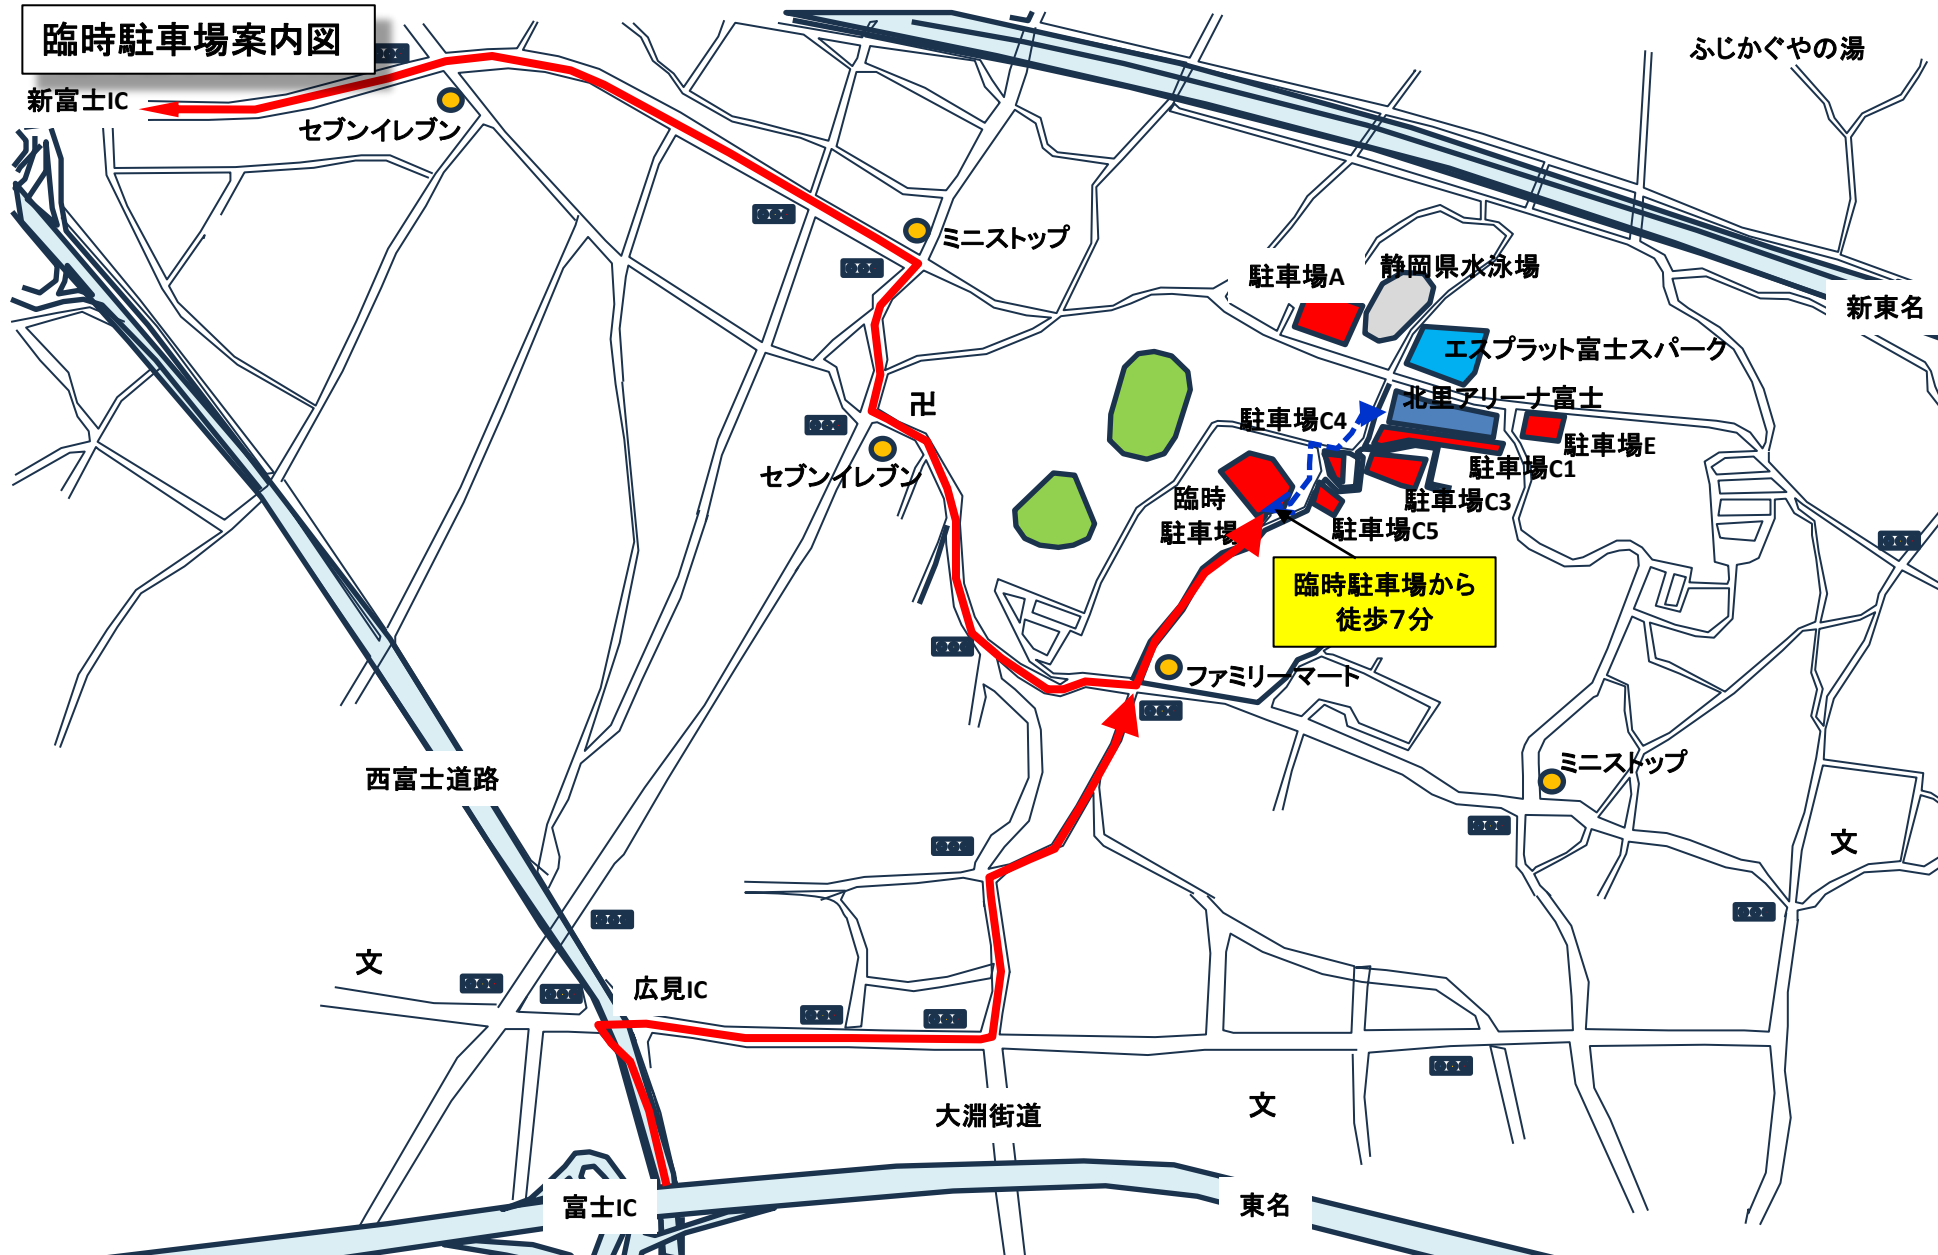 臨時駐車場案内図
ふじかぐやの湯
新富士IC
セブンイレブン
ミニストップ
静岡県水泳場
駐車場A
新東名
エスプラット富士スパーク
北里アリーナ富士
卍
駐車場C4
駐車場E
駐車場C1
セブンイレブン
臨時
駐車場
駐車場C3
駐車場C5
臨時駐車場から
徒歩7分
ファミリーマート
ミニストップ
西富士道路
文
文
広見IC
文
大淵街道
富士IC
東名